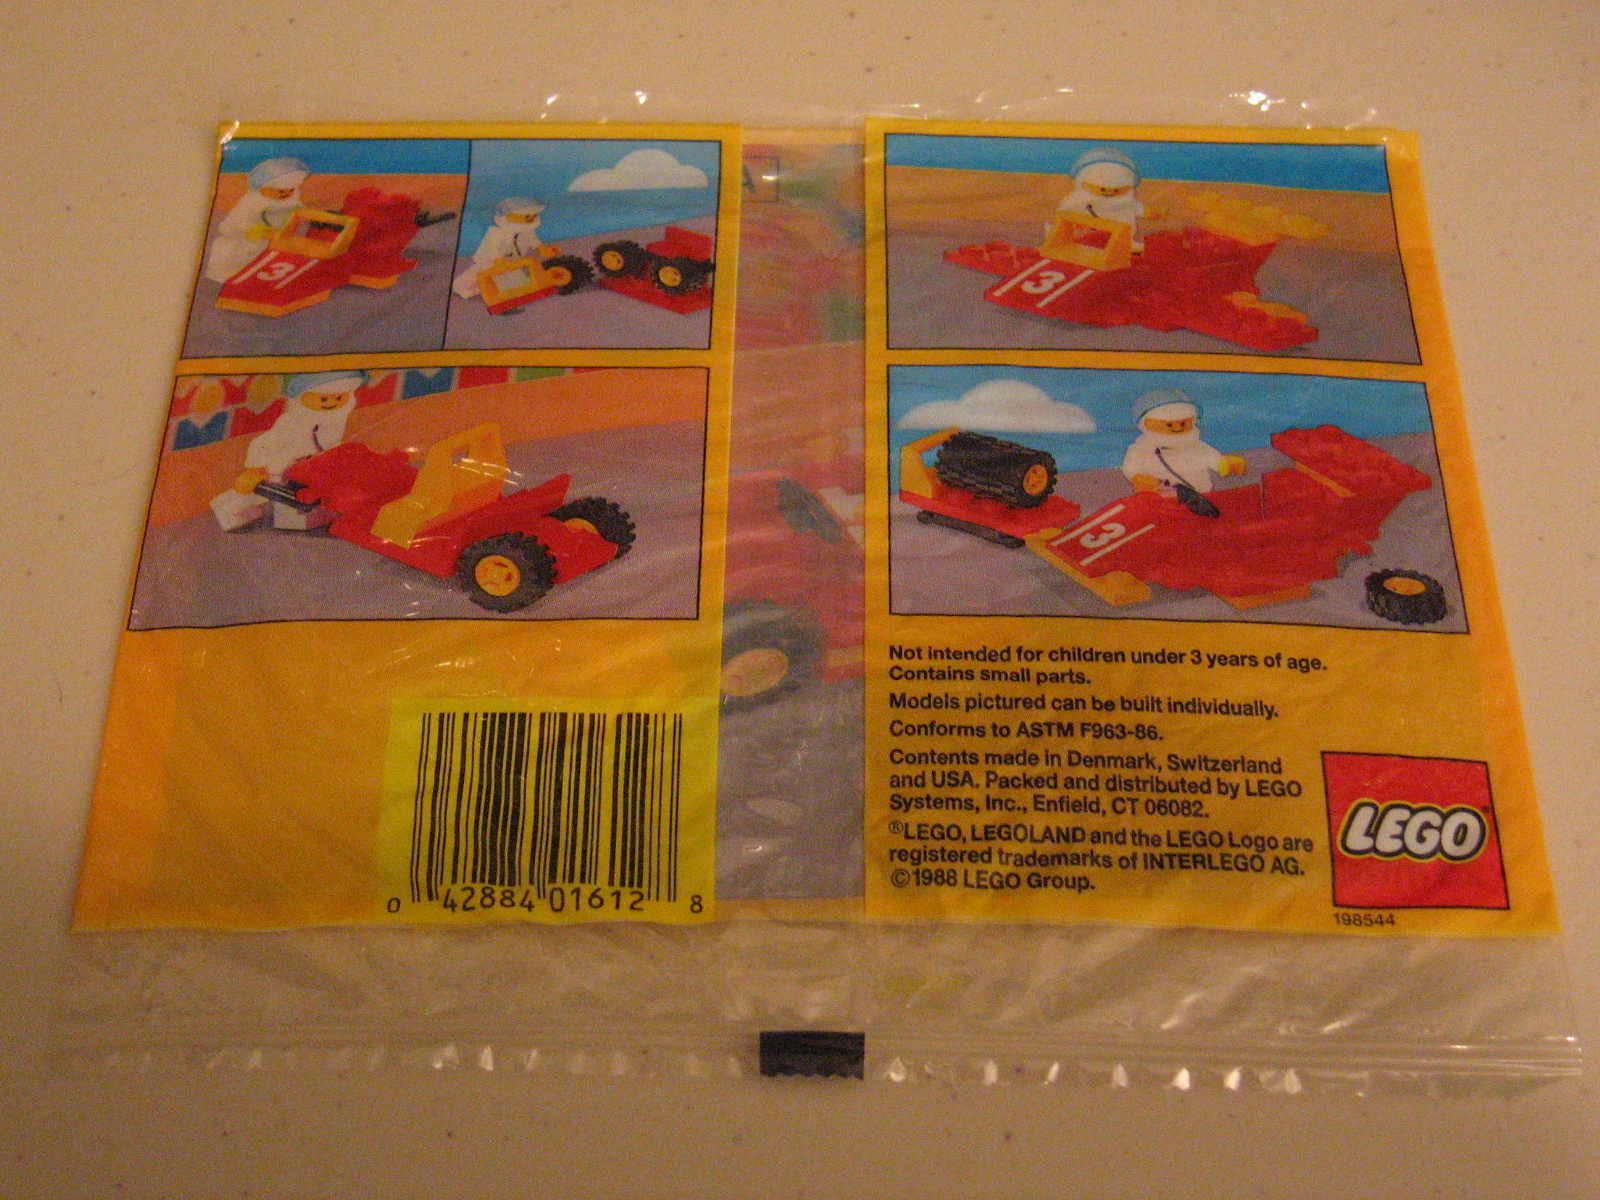 3
A
3
3
Not intended for children under 3 years of age.
Contains small parts.
Models pictured can be built individually.
Conforms to ASTM F963-86.
Contents made in Denmark, Switzerland
and USA. Packed and distributed by LEGO
Systems, Inc., Enfield, CT 06082.
®LEGO, LEGOLAND and the LEGO Logo are
registered trademarks of INTERLEGO AG.
©1988 LEGO Group.
LEGO®
198544
0 42884 01612 8